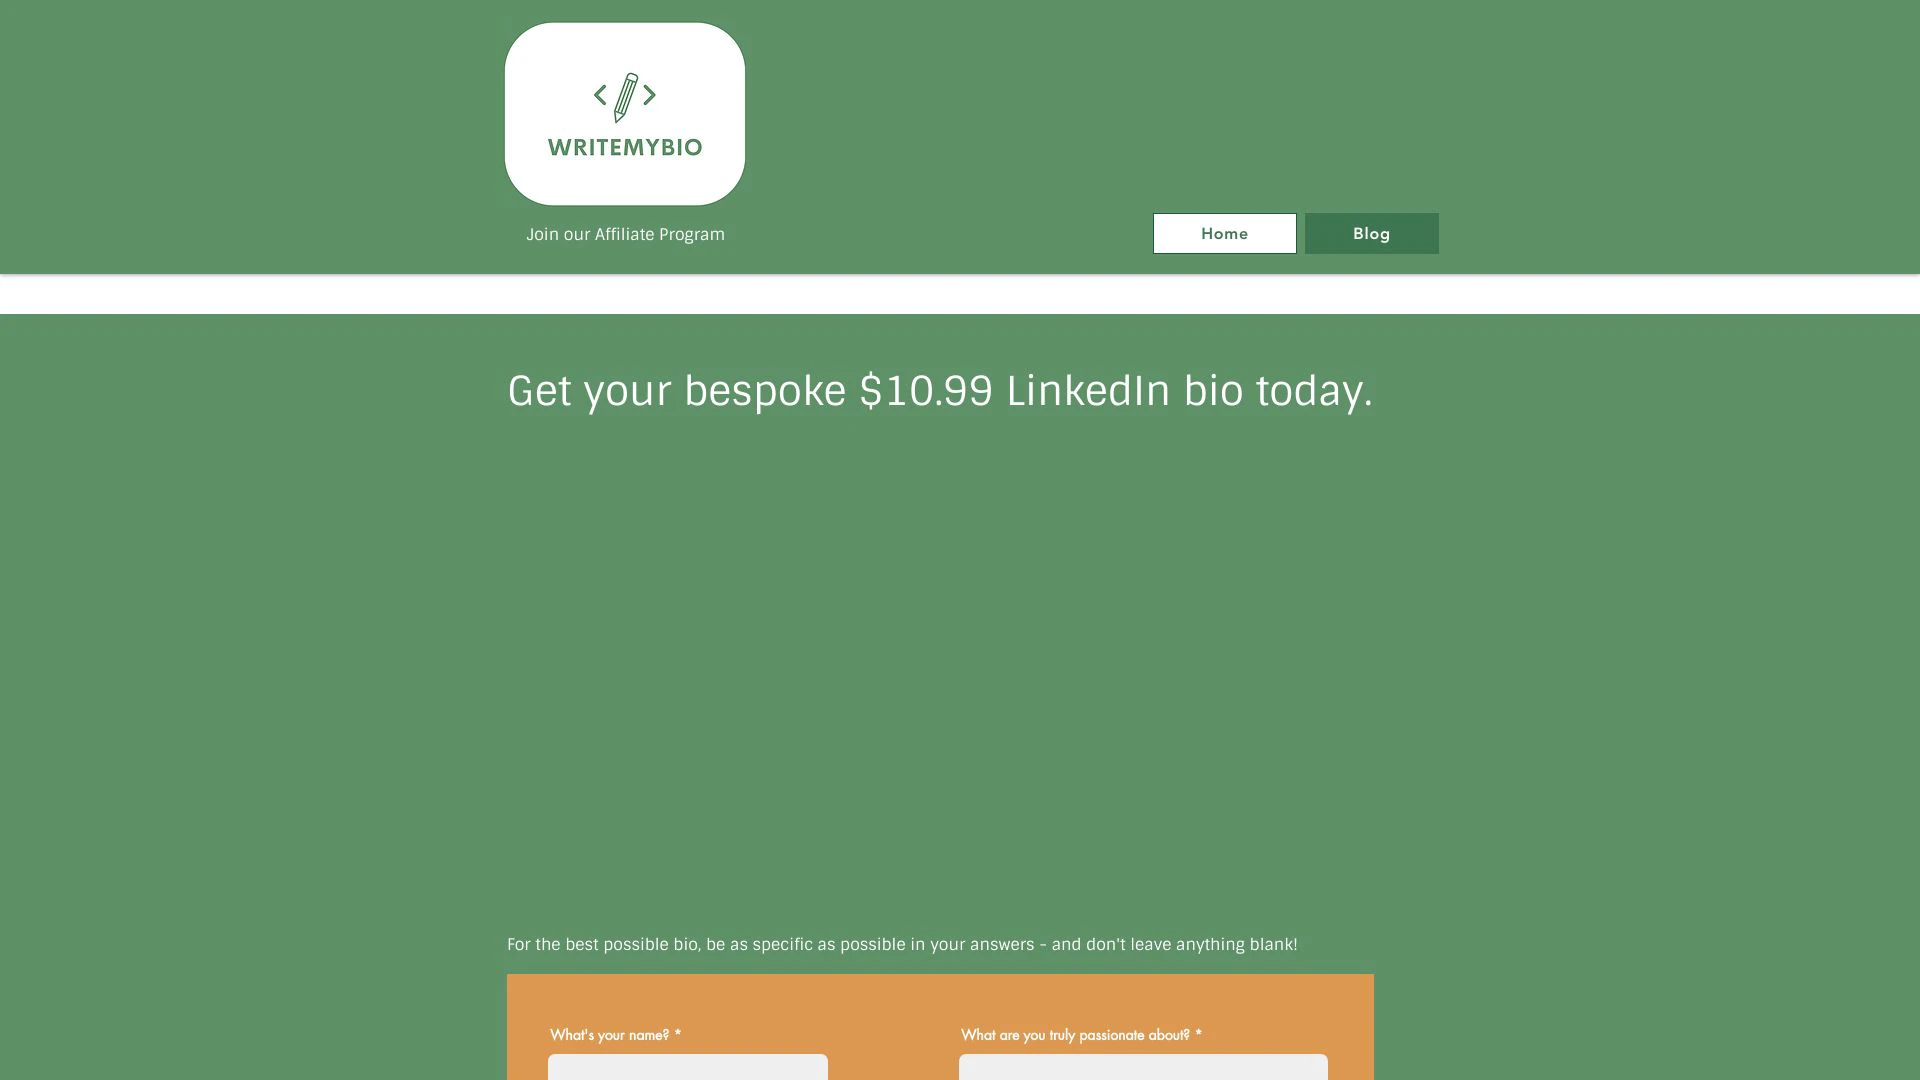 WRITEMYBIO
Join our Affiliate Program
Home
Blog
Get your bespoke $10.99 LinkedIn bio today.
For the best possible bio, be as specific as possible in your answers - and don't leave anything blank!
What's your name? *
What are you truly passionate about? *